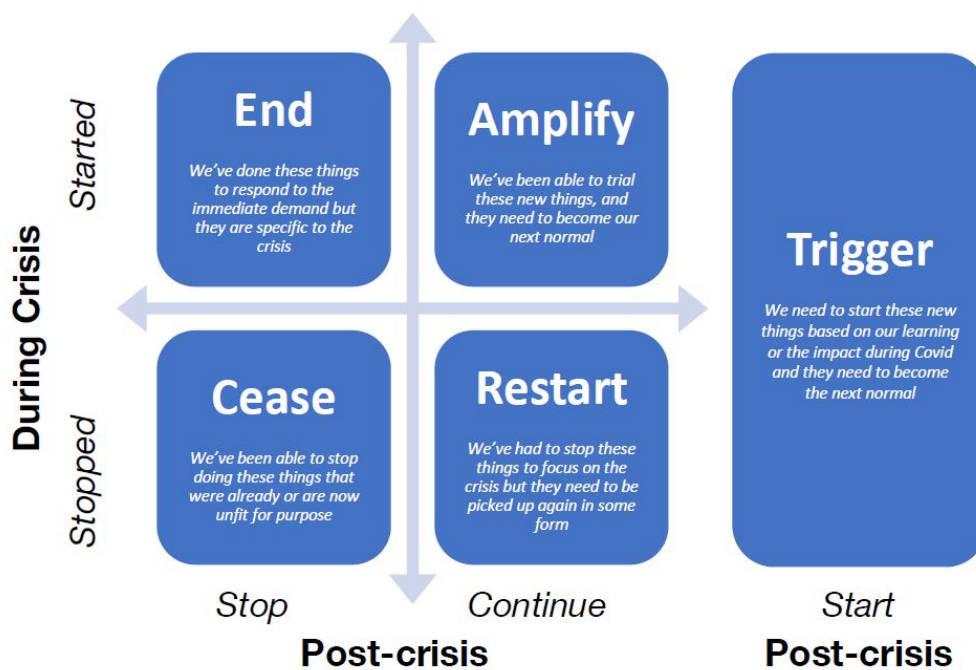 During Crisis
Started
Stopped
End
We've done these things
to respond to the
immediate demand but
they are specific to the
crisis
Amplify
We've been able to trial
these new things, and
they need to become our
next normal
Cease
We've been able to stop
doing these things that
were already or are now
unfit for purpose
Restart
We've had to stop these
things to focus on the
crisis but they need to be
picked up again in some
form
Trigger
We need to start these new
things based on our learning
or the impact during Covid
and they need to become
the next normal
Stop
Continue
Start
Post-crisis
Post-crisis